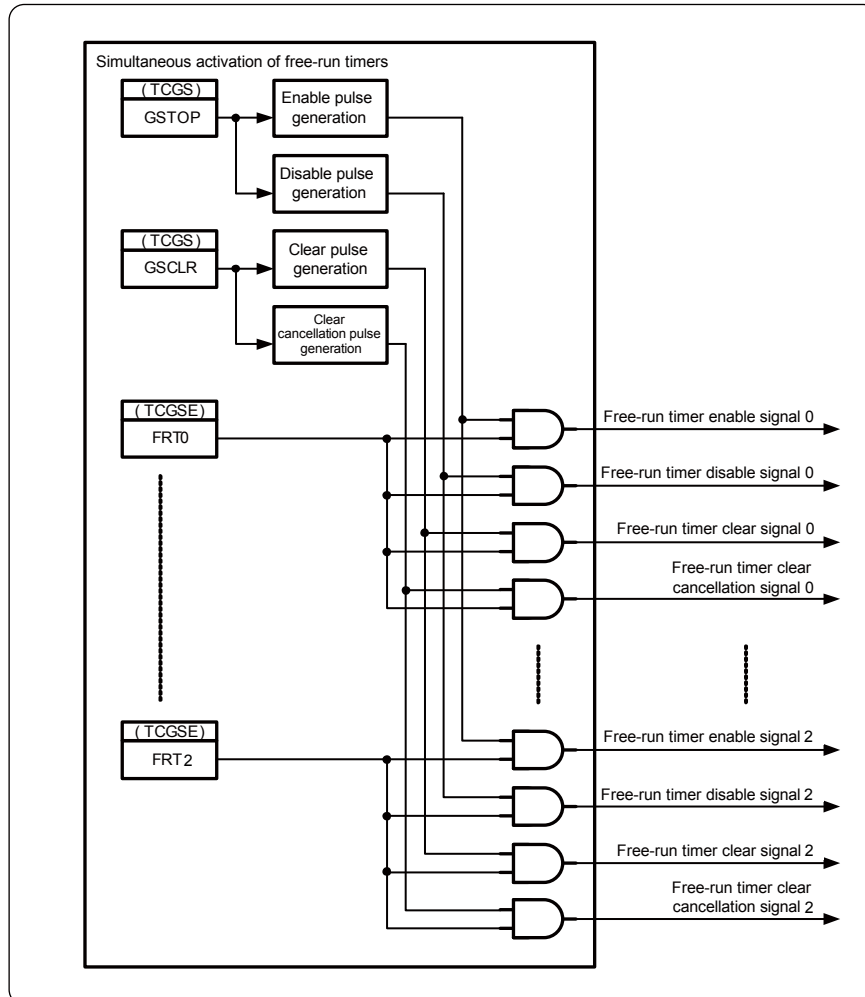 Simultaneous activation of free-run timers
(TCGS)
GSTOP
Enable pulse
generation
Disable pulse
generation
(TCGS)
GSCLR
Clear pulse
generation
Clear
cancellation pulse
generation
(TCGSE)
FRT0
Free-run timer enable signal 0
Free-run timer disable signal 0
Free-run timer clear signal 0
Free-run timer clear
cancellation signal 0
(TCGSE)
FRT2
Free-run timer enable signal 2
Free-run timer disable signal 2
Free-run timer clear signal 2
Free-run timer clear
cancellation signal 2